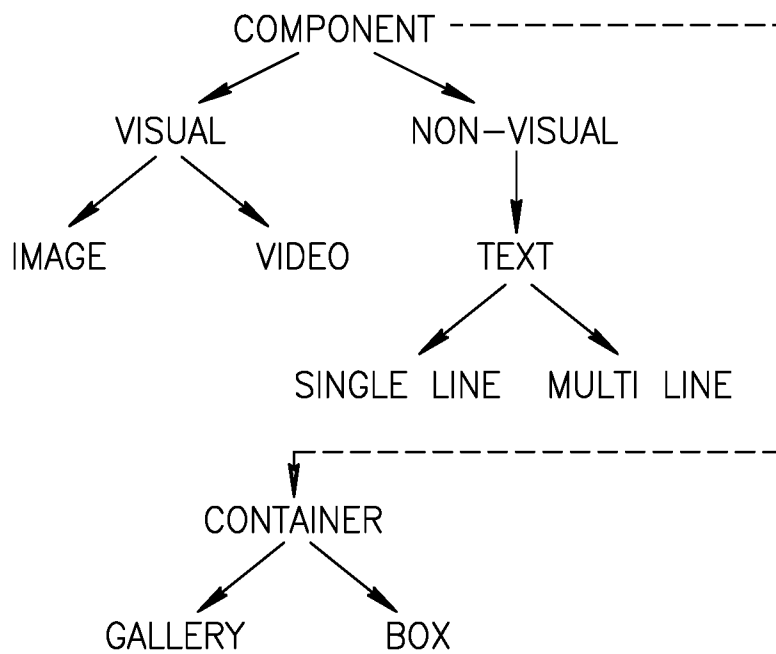 COMPONENT
VISUAL NON-VISUAL
IMAGE VIDEO TEXT
SINGLE LINE MULTI LINE
CONTAINER
GALLERY BOX